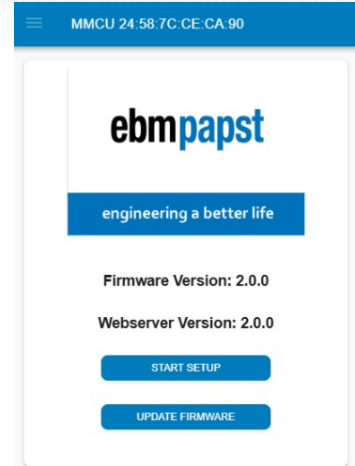 MMCU 24:58:7C:CE:CA:90
ebmpapst
engineering a better life
Firmware Version: 2.0.0
Webserver Version: 2.0.0
START SETUP
UPDATE FIRMWARE